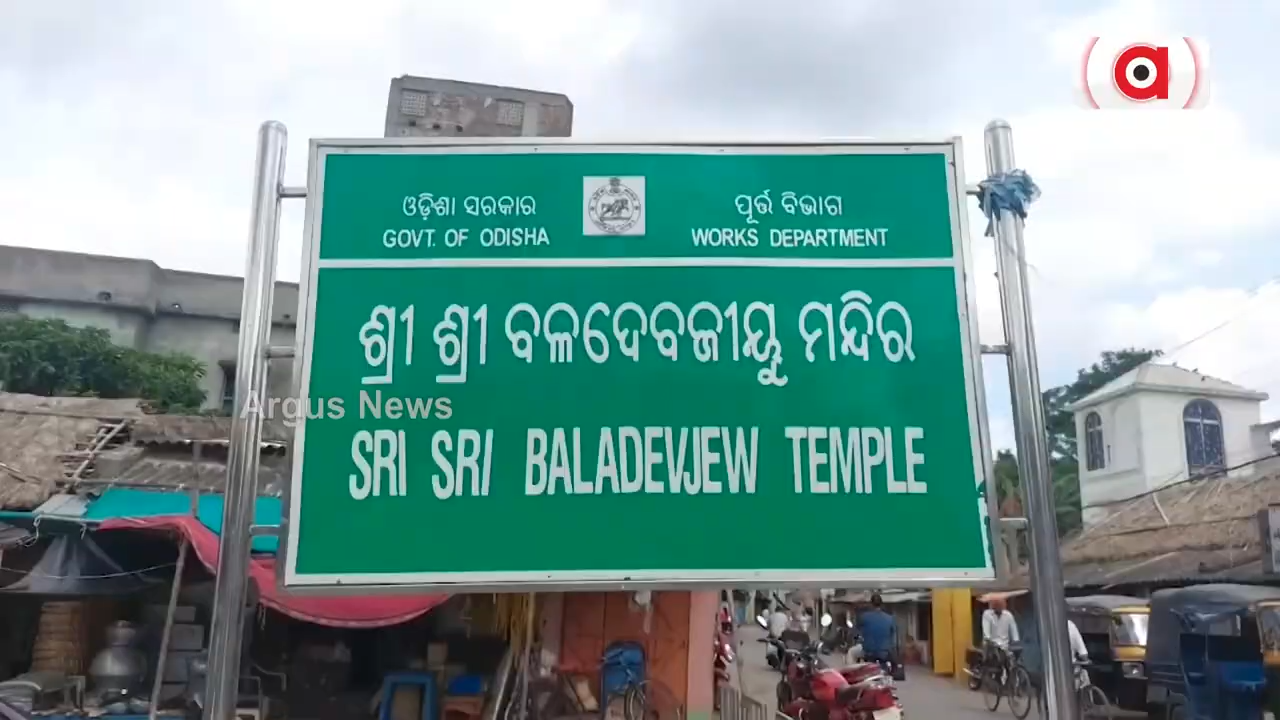 ଓଡ଼ିଶା ସରକାର
GOVT. OF ODISHA
ପୂର୍ତ୍ତ ବିଭାଗ
WORKS DEPARTMENT
ଶ୍ରୀ ଶ୍ରୀ ବଳଦେବଜୀୟୁ ମନ୍ଦିର
Argus News
SRI SRI BALADEVJEW TEMPLE